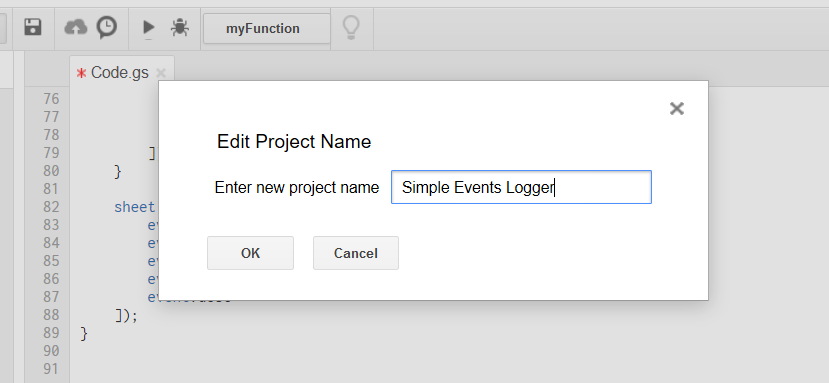 myFunction
* Code.gs ×
76
77
78
79 ]
80 }
81
82 sheet
83 ev
84 ev
85 ev
86 ev
87
88 ]);
89 }
90
91
Edit Project Name
Enter new project name Simple Events Logger
OK Cancel